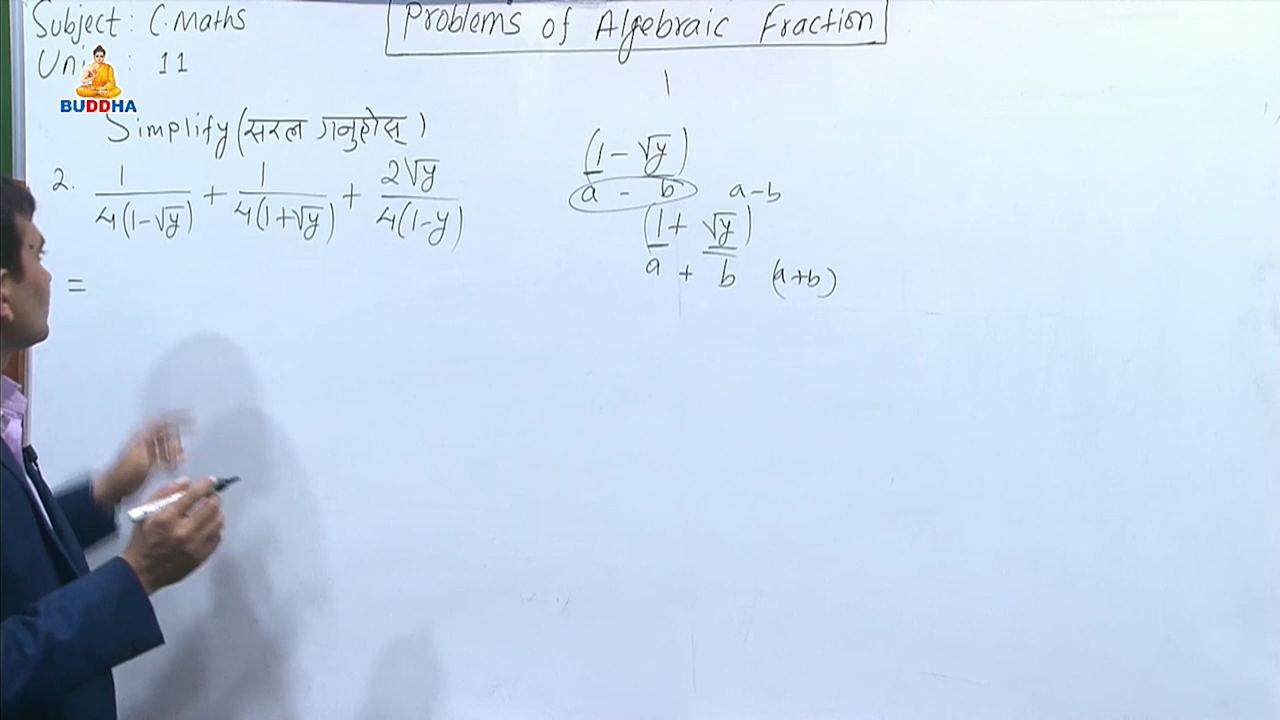 Problems of Algebraic Fraction
Subject: C. Maths
Uni : 11
BUDDHA
1
Simplify (सरल गर्नुहोस्)
2. 1/4(1-√y) + 1/4(1+√y) + 2√y/4(1-y)
=
(1 - √y)
a - b a-b
(1 + √y)
a + b (a+b)